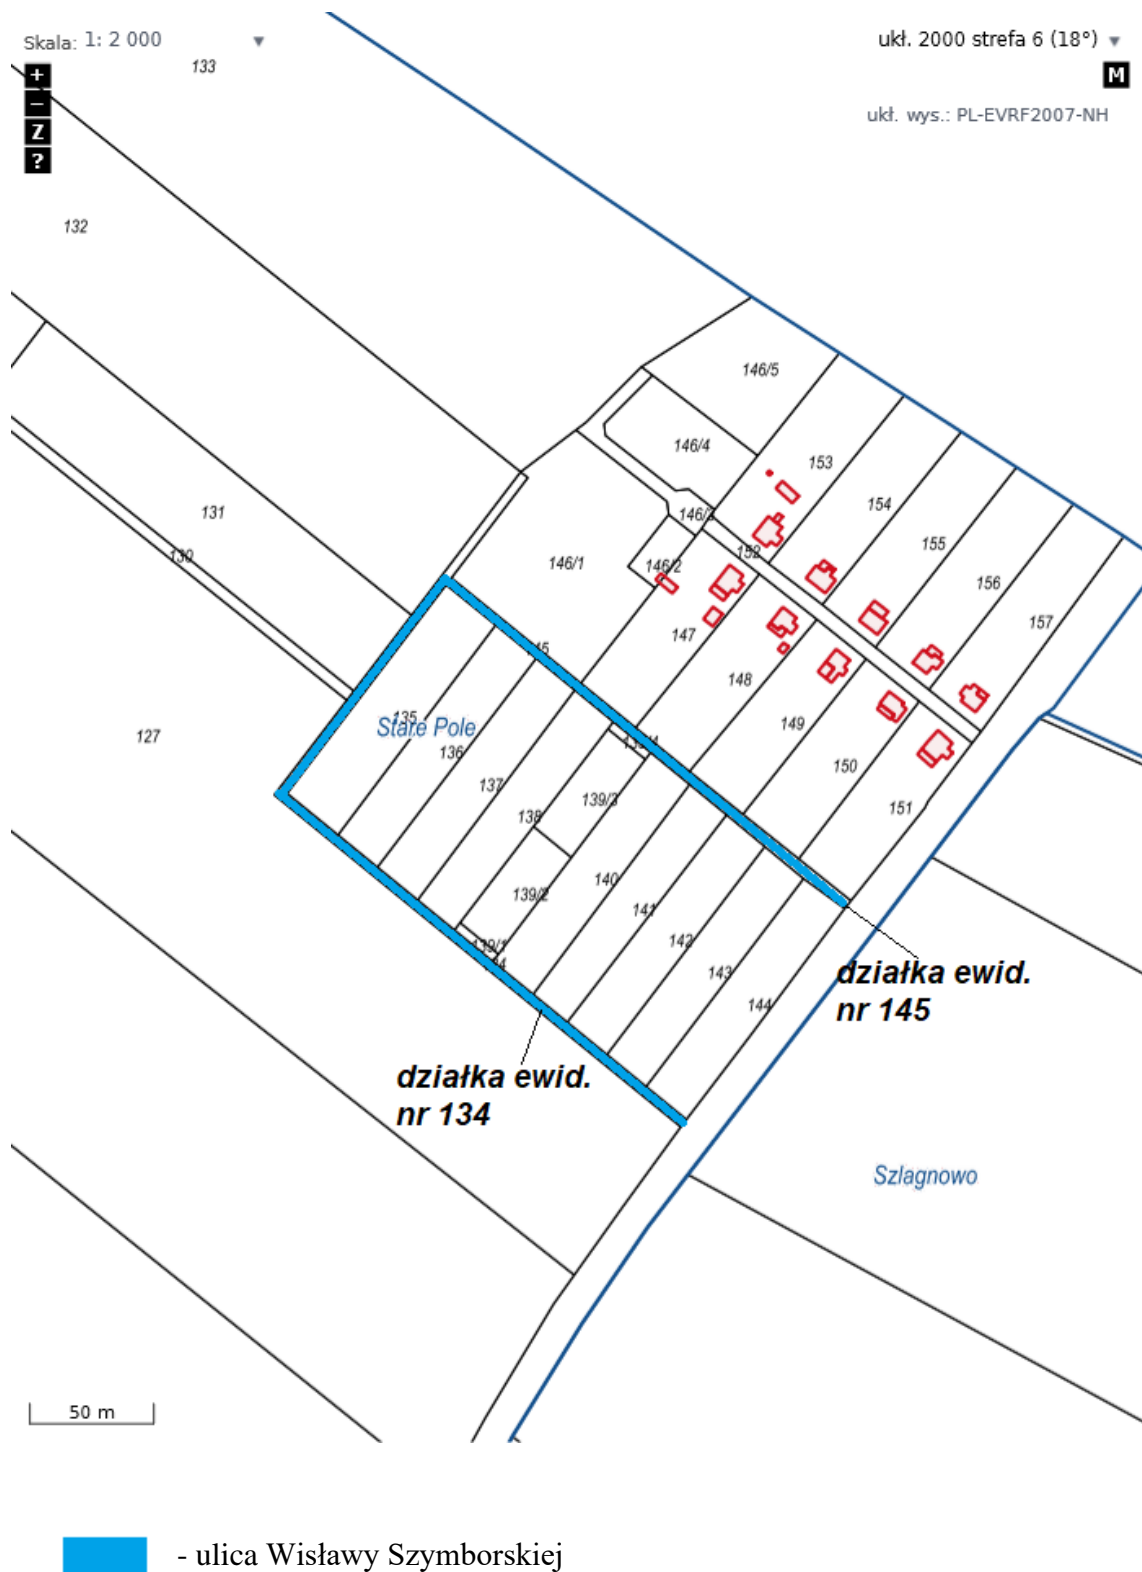 Skala: 1: 2 000
ukł. 2000 strefa 6 (18°)
+
M
133
–
ukł. wys.: PL-EVRF2007-NH
Z
?
132
146/5
146/4
153
154
131
146/3
155
130
152
146/1
146/2
156
157
147
148
135
149
Stare Pole
127
136
150
137
139/3
151
138
140
139/2
141
142
139/1
143
działka ewid.
nr 145
144
działka ewid.
nr 134
Szlagnowo
50 m
- ulica Wisławy Szymborskiej